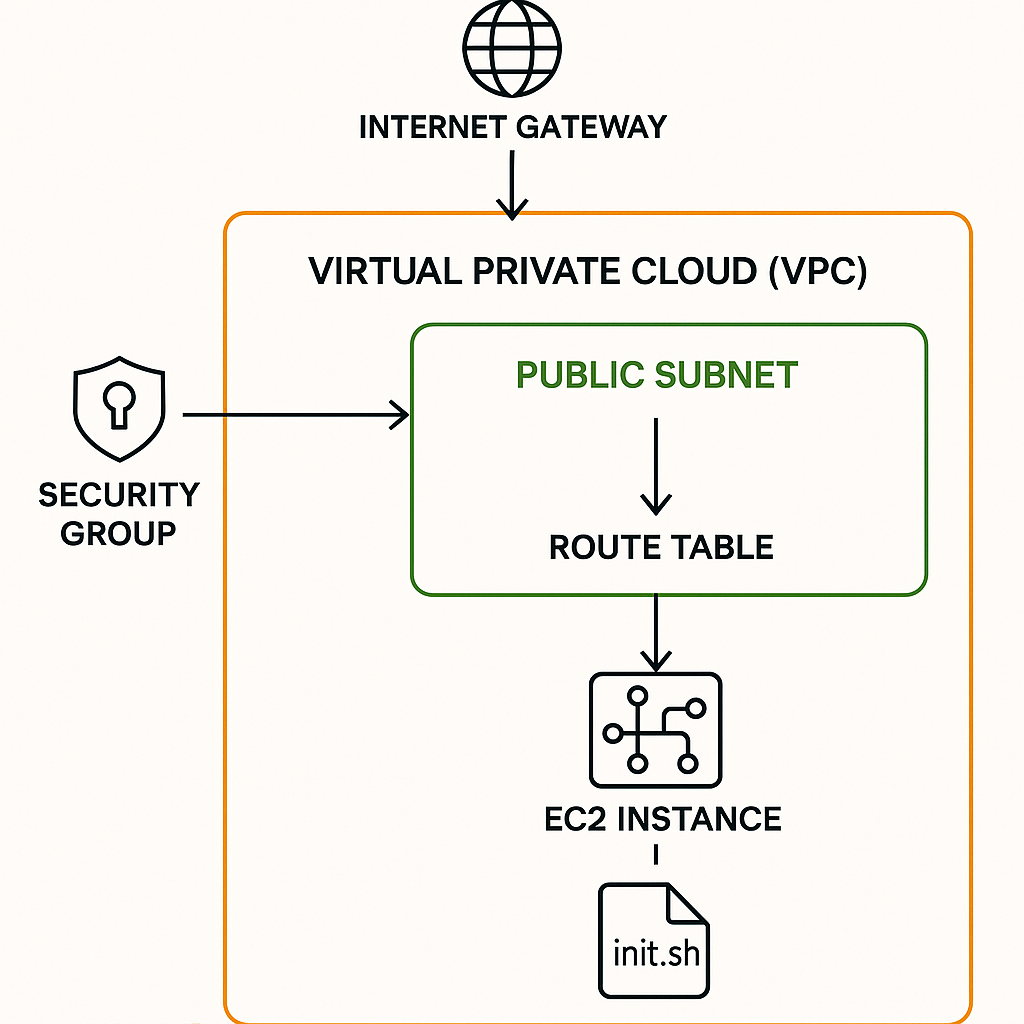 INTERNET GATEWAY
VIRTUAL PRIVATE CLOUD (VPC)
PUBLIC SUBNET
SECURITY
GROUP
ROUTE TABLE
EC2 INSTANCE
init.sh